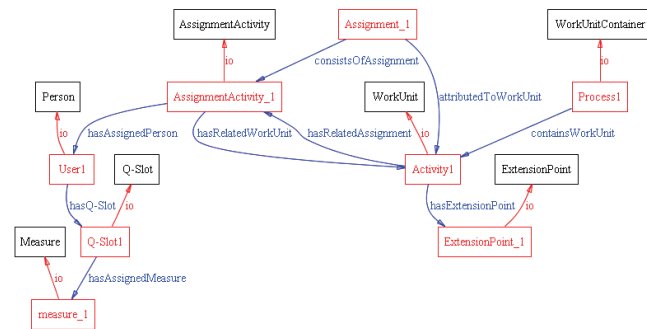 AssignmentActivity
Assignment_1
WorkUnitContainer
io
consistsOfAssignment
io
Person
AssignmentActivity_1
WorkUnit
attributedToWorkUnit
Process1
io
hasAssignedPerson
hasRelatedWorkUnit
hasRelatedAssignment
io
containsWorkUnit
User1
Q-Slot
Activity1
ExtensionPoint
hasQ-Slot
io
hasExtensionPoint
io
Measure
Q-Slot1
ExtensionPoint_1
io
hasAssignedMeasure
measure_1